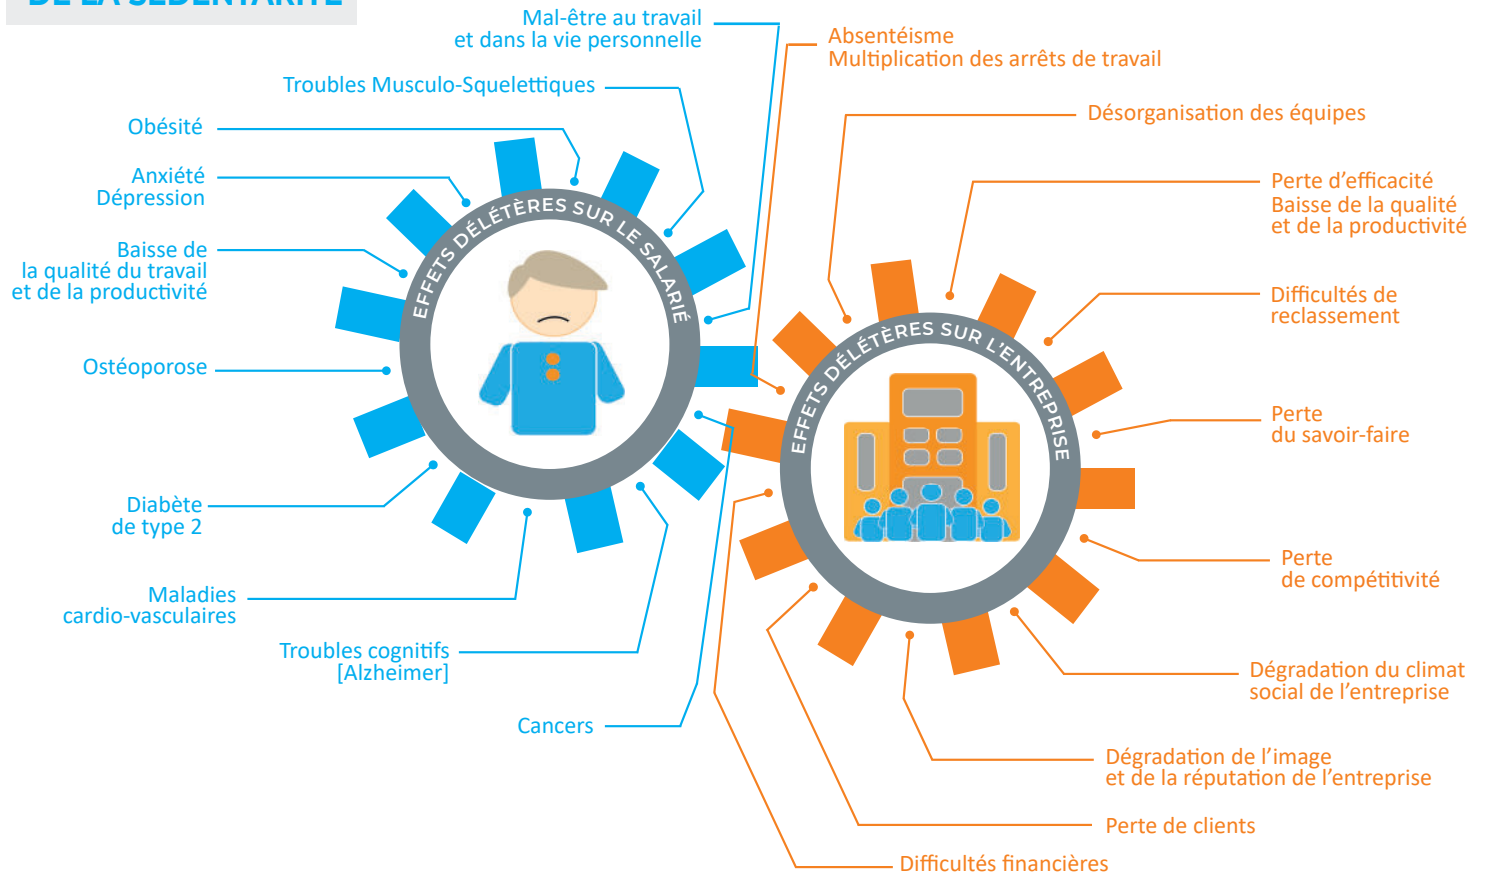 DE LA SÉDENTARITÉ
Mal-être au travail
et dans la vie personnelle
Troubles Musculo-Squelettiques
Obésité
Anxiété
Dépression
Baisse de
la qualité du travail
et de la productivité
Ostéoporose
Diabète
de type 2
Maladies
cardio-vasculaires
Troubles cognitifs
[Alzheimer]
Cancers
EFFETS DÉLÉTÈRES SUR LE SALARIÉ
Absentéisme
Multiplication des arrêts de travail
Désorganisation des équipes
Perte d’efficacité
Baisse de la qualité
et de la productivité
Difficultés de
reclassement
Perte
du savoir-faire
Perte
de compétitivité
Dégradation du climat
social de l’entreprise
Dégradation de l’image
et de la réputation de l’entreprise
Perte de clients
Difficultés financières
EFFETS DÉLÉTÈRES SUR L’ENTREPRISE